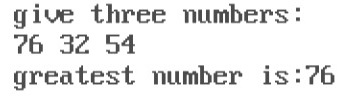 give three numbers:
76 32 54
greatest number is:76